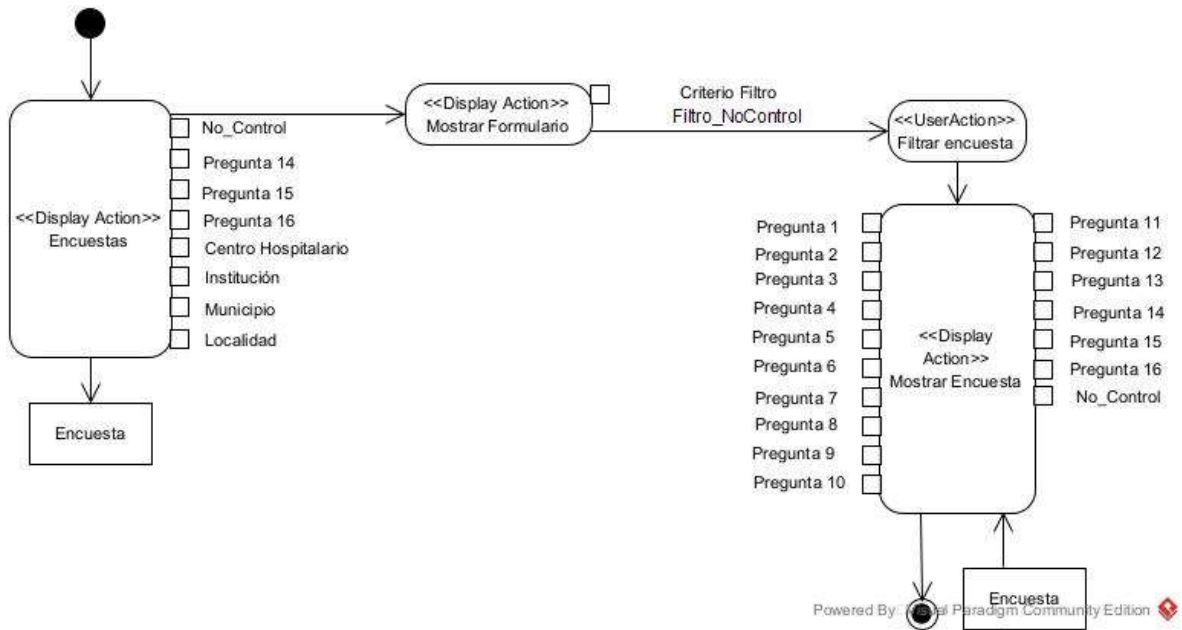 <<Display Action>>
Encuestas
No_Control
Pregunta 14
Pregunta 15
Pregunta 16
Centro Hospitalario
Institución
Municipio
Localidad
Encuesta
<<Display Action>>
Mostrar Formulario
Criterio Filtro
Filtro_NoControl
<<UserAction>>
Filtrar encuesta
Pregunta 1
Pregunta 2
Pregunta 3
Pregunta 4
Pregunta 5
Pregunta 6
Pregunta 7
Pregunta 8
Pregunta 9
Pregunta 10
<<Display
Action>>
Mostrar Encuesta
Pregunta 11
Pregunta 12
Pregunta 13
Pregunta 14
Pregunta 15
Pregunta 16
No_Control
Encuesta
Powered By Visual Paradigm Community Edition